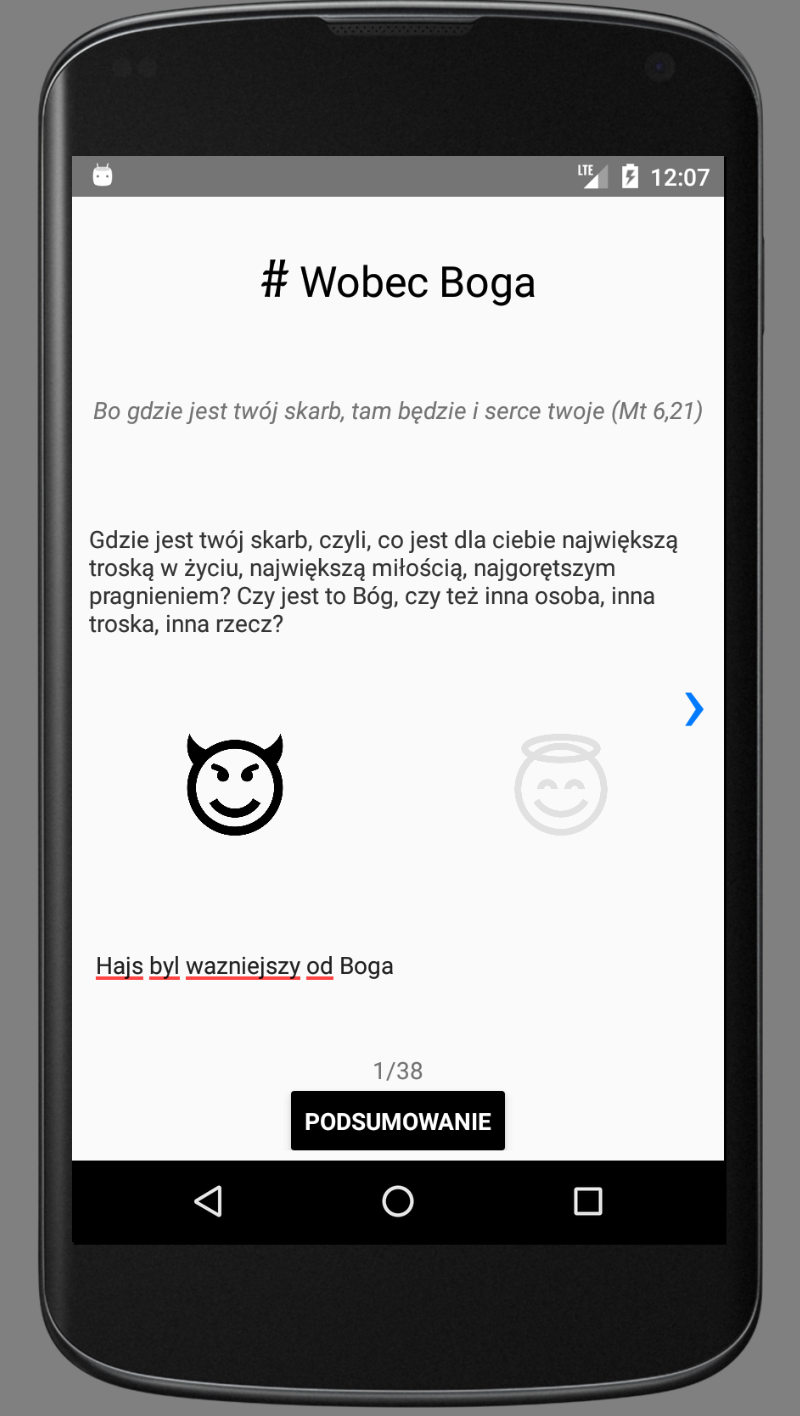 LTE 12:07
# Wobec Boga
Bo gdzie jest twój skarb, tam będzie i serce twoje (Mt 6,21)
Gdzie jest twój skarb, czyli, co jest dla ciebie największą
troską w życiu, największą miłością, najgorętszym
pragnieniem? Czy jest to Bóg, czy też inna osoba, inna
troska, inna rzecz?
Hajs byl wazniejszy od Boga
1/38
PODSUMOWANIE